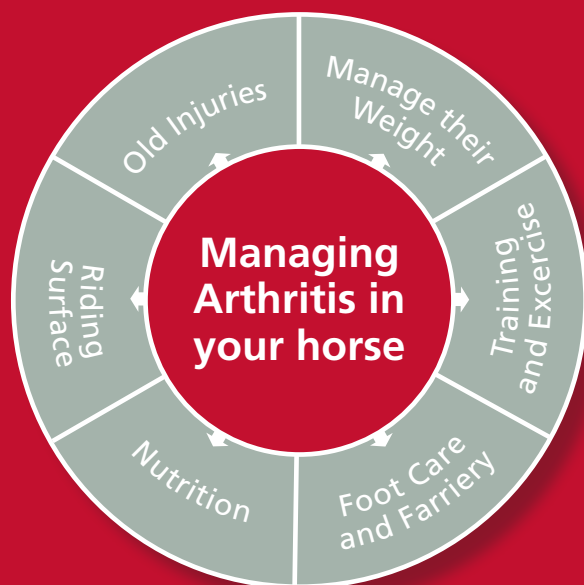 Managing
Arthritis in
your horse
Manage their
Weight
Training
and Excercise
Foot Care
and Farriery
Nutrition
Riding
Surface
Old Injuries